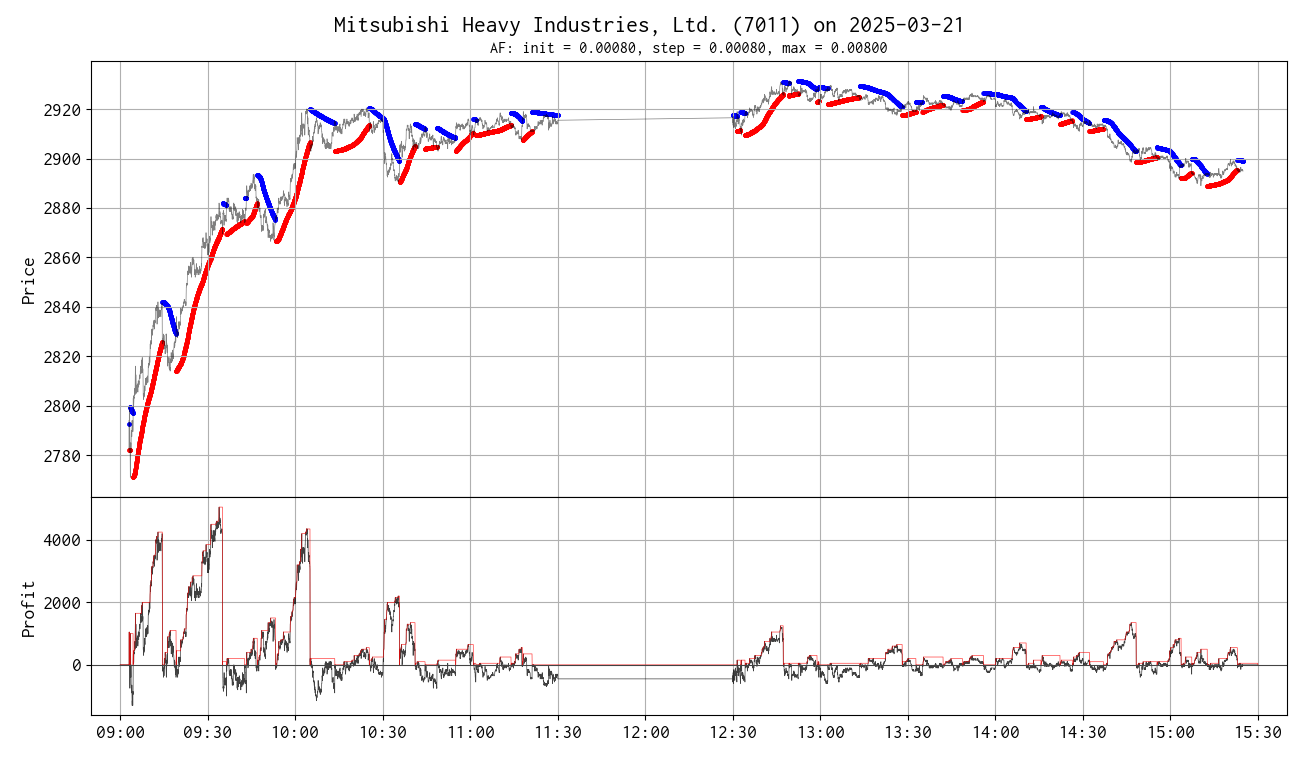 Mitsubishi Heavy Industries, Ltd. (7011) on 2025-03-21
AF: init = 0.00080, step = 0.00080, max = 0.00800
Price
2920
2900
2880
2860
2840
2820
2800
2780
Profit
4000
2000
0
09:00 09:30 10:00 10:30 11:00 11:30 12:00 12:30 13:00 13:30 14:00 14:30 15:00 15:30